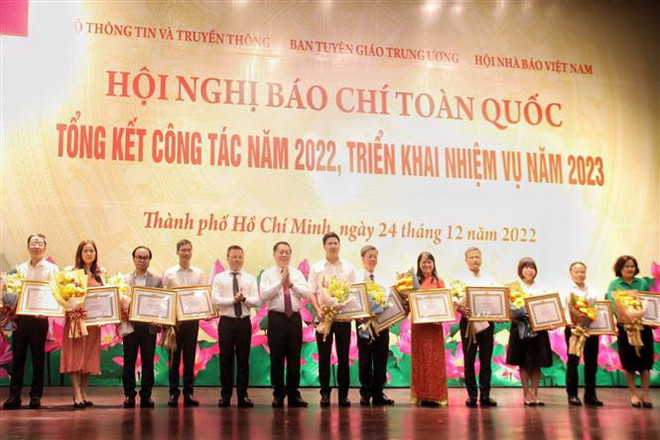 Ộ THÔNG TIN VÀ TRUYỀN THÔNG BAN TUYÊN GIÁO TRUNG ƯƠNG HỘI NHÀ BÁO VIỆT NAM
HỘI NGHỊ BÁO CHÍ TOÀN QUỐC
TỔNG KẾT CÔNG TÁC NĂM 2022, TRIỂN KHAI NHIỆM VỤ NĂM 2023
Thành phố Hồ Chí Minh, ngày 24 tháng 12 năm 2022